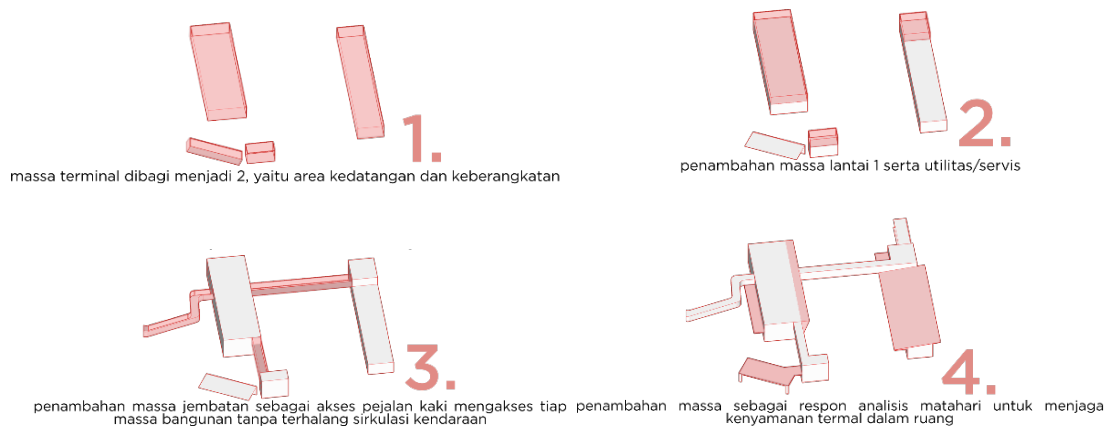 1.
massa terminal dibagi menjadi 2, yaitu area kedatangan dan keberangkatan
2.
penambahan massa lantai 1 serta utilitas/servis
3.
penambahan massa jembatan sebagai akses pejalan kaki mengakses tiap
massa bangunan tanpa terhalang sirkulasi kendaraan
4.
penambahan massa sebagai respon analisis matahari untuk menjaga
kenyamanan termal dalam ruang